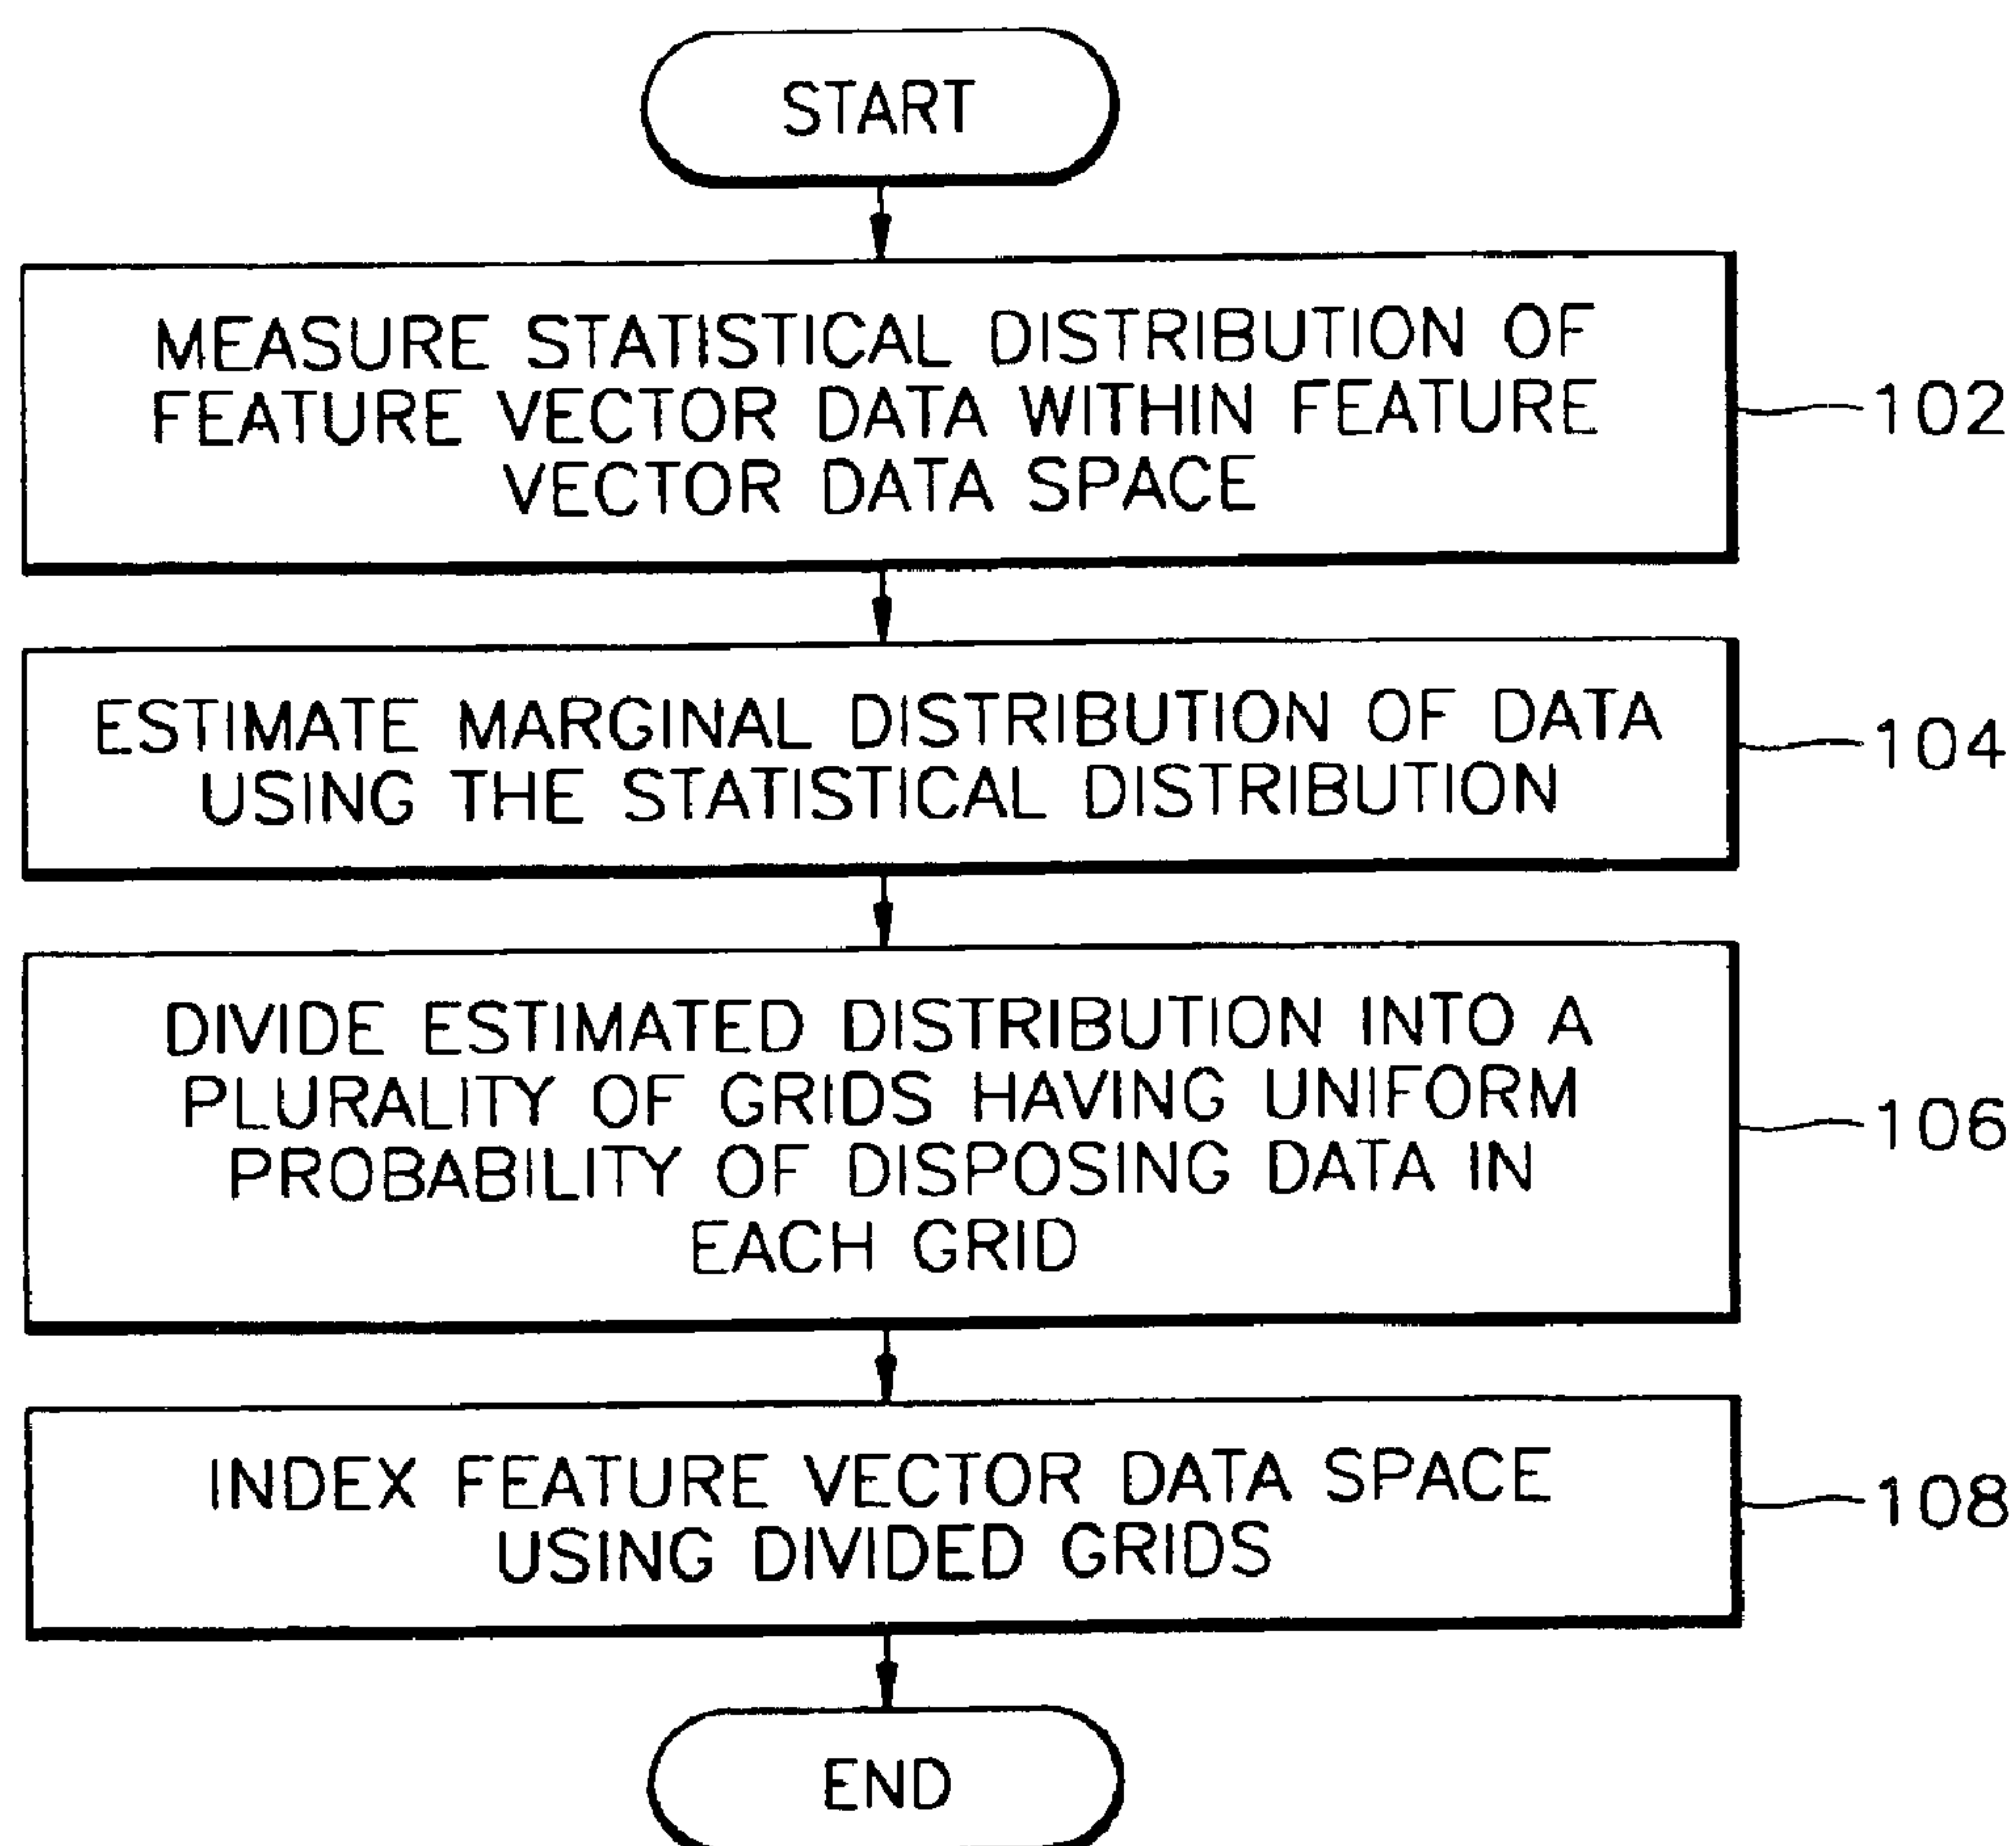 START
MEASURE STATISTICAL DISTRIBUTION OF
FEATURE VECTOR DATA WITHIN FEATURE
VECTOR DATA SPACE
102
ESTIMATE MARGINAL DISTRIBUTION OF DATA
USING THE STATISTICAL DISTRIBUTION
104
DIVIDE ESTIMATED DISTRIBUTION INTO A
PLURALITY OF GRIDS HAVING UNIFORM
PROBABILITY OF DISPOSING DATA IN
EACH GRID
106
INDEX FEATURE VECTOR DATA SPACE
USING DIVIDED GRIDS
108
END